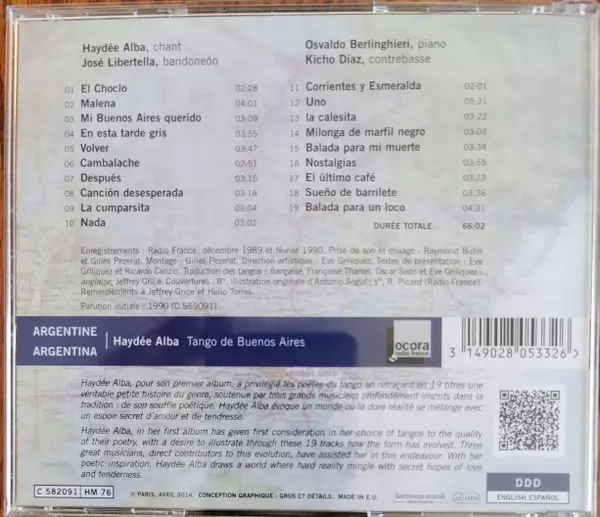 Haydée Alba, chant
José Libertella, bandoneón
Osvaldo Berlinghieri, piano
Kicho Díaz, contrebasse
01 El Choclo 02:28
02 Malena 04:01
03 Mi Buenos Aires querido 03:09
04 En esta tarde gris 03:55
05 Volver 03:47
06 Cambalache 02:51
07 Después 03:15
08 Canción desesperada 03:16
09 La cumparsita 03:04
10 Nada 03:02
11 Corrientes y Esmeralda 02:01
12 Uno 05:31
13 la calesita 03:22
14 Milonga de marfil negro 03:03
15 Balada para mi muerte 03:38
16 Nostalgias 03:55
17 El último café 03:23
18 Sueño de barrilete 03:36
19 Balada para un loco 04:31
DURÉE TOTALE 66:02
Enregistrements : Radio France, décembre 1989 et février 1990. Prise de son et mixage : Raymond Bubin
et Gilles Pezerat. Montage : Gilles Pezerat. Direction artistique : Eve Griliquez. Textes de présentation : Eve
Griliquez et Ricardo Canzio. Traduction des tangos : française, Françoise Thanas, Oscar Sisto et Eve Griliquez ;
anglaise, Jeffrey Grice. Couvertures : R°, illustration originale d'Antonio Seguí ; V°, R. Picard (Radio France).
Remerciements à Jeffrey Grice et Helio Torres.
Parution initiale : 1990 (C 559091)
ARGENTINE
ARGENTINA
Haydée Alba Tango de Buenos Aires
ocora
radio france
3 149028 053326 >
Haydée Alba, pour son premier album, a privilégié les poètes du tango en retraçant en 19 titres une
véritable petite histoire du genre, soutenue par trois grands musiciens profondément inscrits dans la
tradition : de son souffle poétique, Haydée Alba évoque un monde où la dure réalité se mélange avec
un espoir secret d'amour et de tendresse.
Haydée Alba, in her first album has given first consideration in her choice of tangos to the quality
of their poetry, with a desire to illustrate through these 19 tracks how the form has evolved. Three
great musicians, direct contributors to this evolution, have assisted her in this endeavour. With her
poetic inspiration, Haydée Alba draws a world where hard reality mingle with secret hopes of love
and tenderness.
DDD
ENGLISH ESPAÑOL
C 582091 HM 76
℗ PARIS, AVRIL 2014. CONCEPTION GRAPHIQUE : GROS ET DÉTAILS. MADE IN E.U.
harmonia mundi